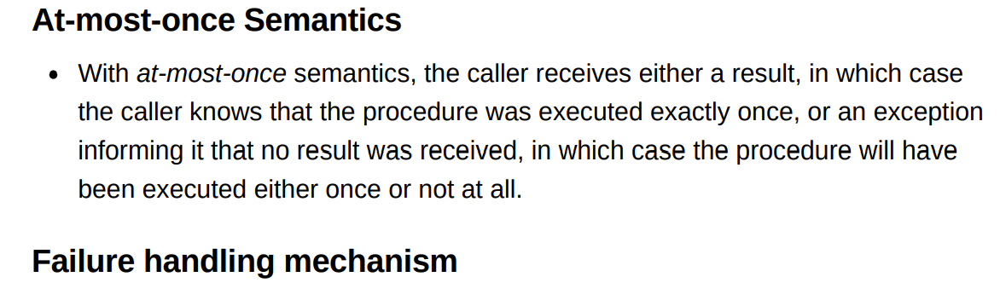 At-most-once Semantics
• With at-most-once semantics, the caller receives either a result, in which case
the caller knows that the procedure was executed exactly once, or an exception
informing it that no result was received, in which case the procedure will have
been executed either once or not at all.
Failure handling mechanism